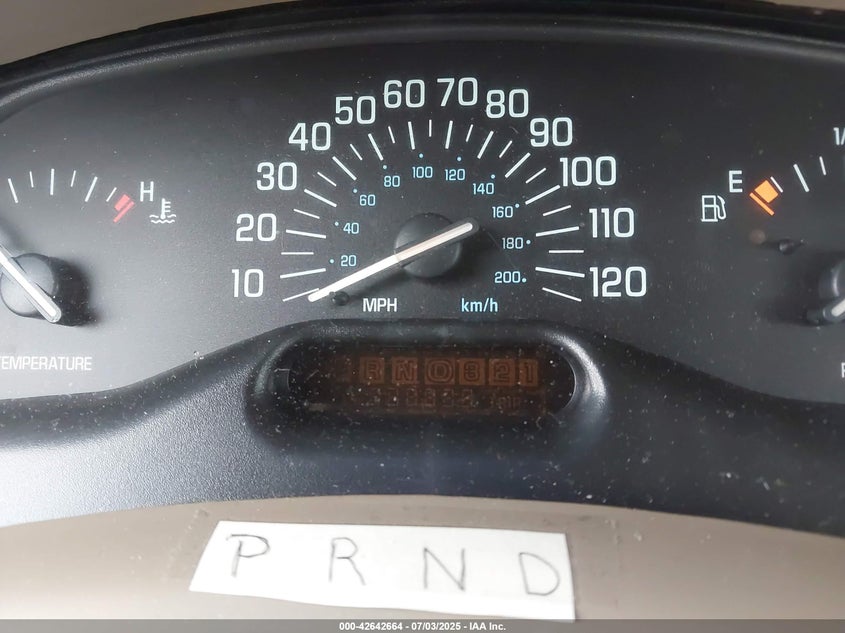 10 20 30 40 50 60 70 80 90 100 110 120
20 40 60 80 100 120 140 160 180 200
H
E
MPH km/h
TEMPERATURE
R N D 3 2 1
P R N D
000-42642664 / 07/03/2025 - IAA Inc.